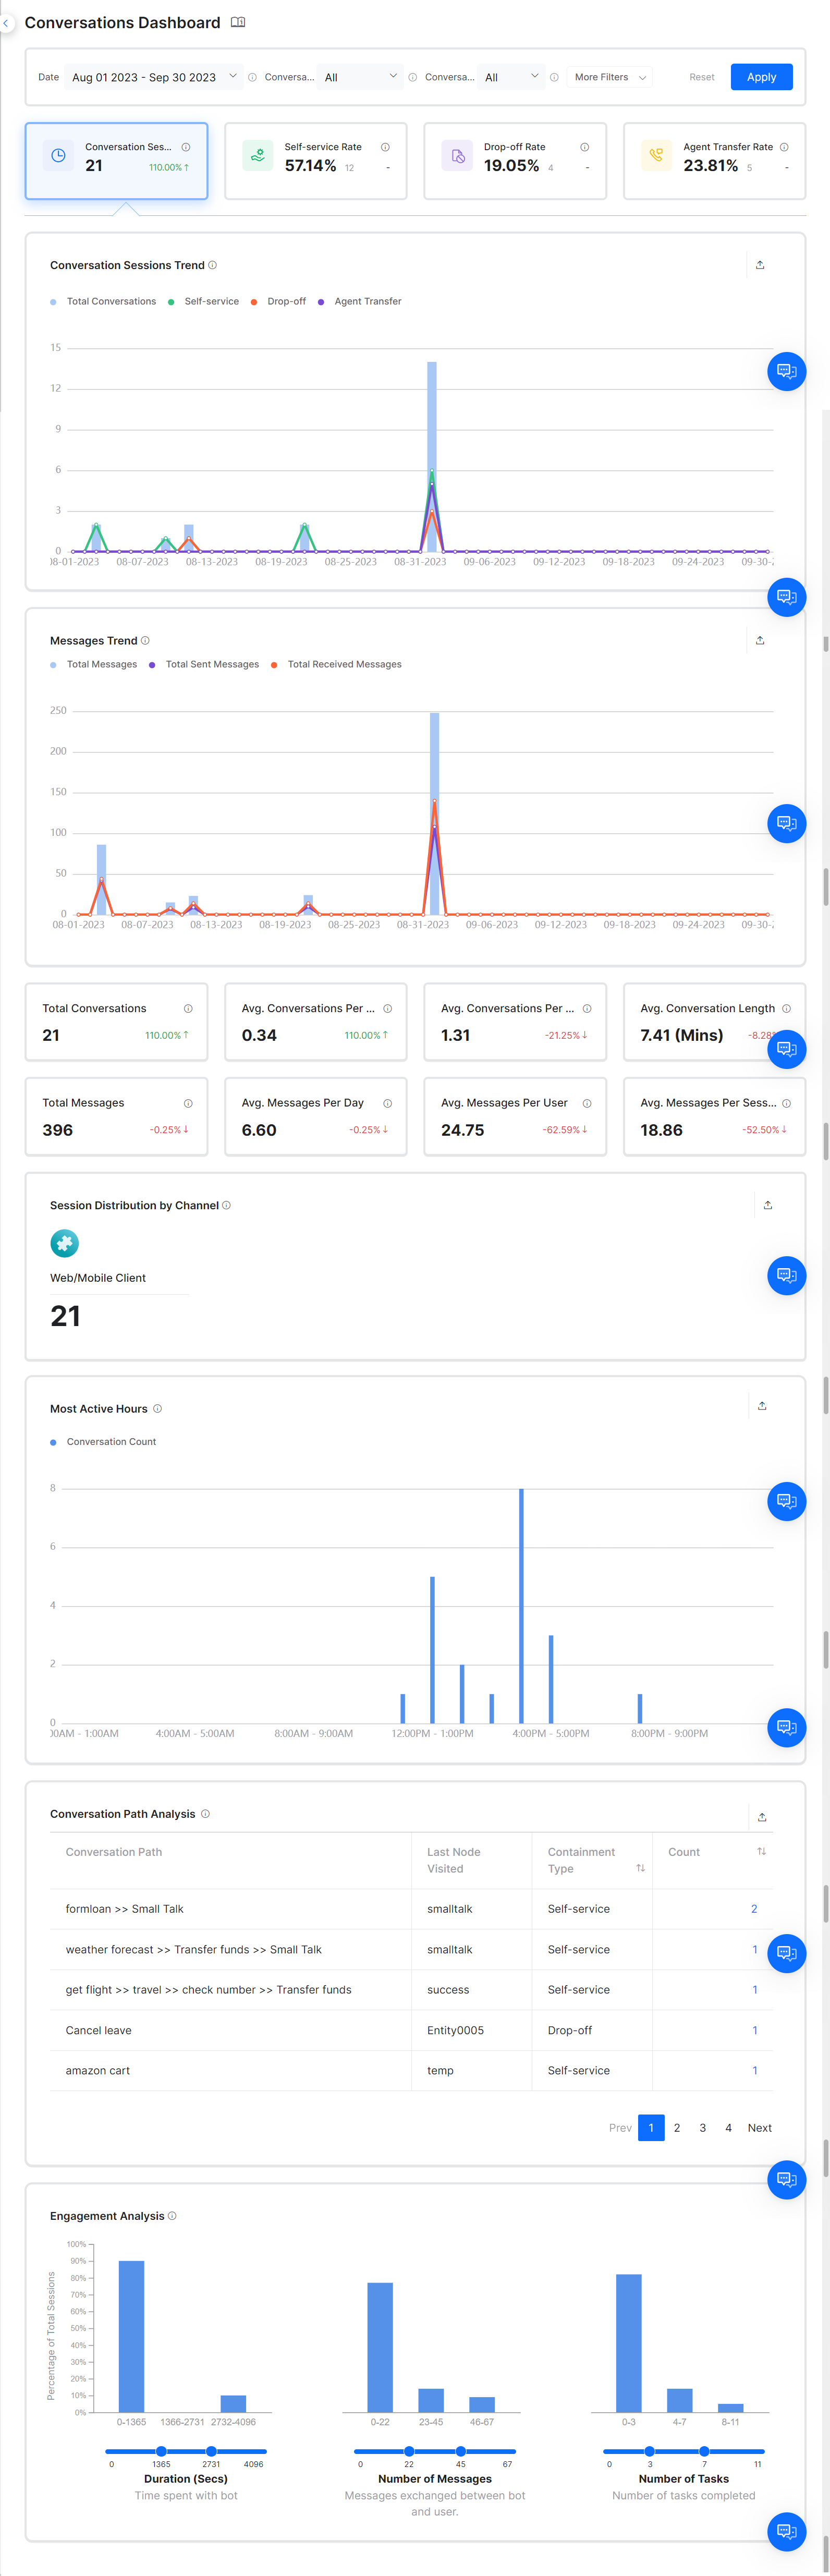 Conversations Dashboard
Date Aug 01 2023 - Sep 30 2023 Conversa... All Conversa... All More Filters Reset Apply
Conversation Ses...
21 110.00% ↑
Self-service Rate
57.14% 12 -
Drop-off Rate
19.05% 4 -
Agent Transfer Rate
23.81% 5 -
Conversation Sessions Trend
Total Conversations Self-service Drop-off Agent Transfer
15
12
9
6
3
0
08-01-2023 08-07-2023 08-13-2023 08-19-2023 08-25-2023 08-31-2023 09-06-2023 09-12-2023 09-18-2023 09-24-2023 09-30-2
Messages Trend
Total Messages Total Sent Messages Total Received Messages
250
200
150
100
50
0
08-01-2023 08-07-2023 08-13-2023 08-19-2023 08-25-2023 08-31-2023 09-06-2023 09-12-2023 09-18-2023 09-24-2023 09-30-2
Total Conversations
21 110.00% ↑
Avg. Conversations Per ...
0.34 110.00% ↑
Avg. Conversations Per ...
1.31 -21.25% ↓
Avg. Conversation Length
7.41 (Mins) -8.28%
Total Messages
396 -0.25% ↓
Avg. Messages Per Day
6.60 -0.25% ↓
Avg. Messages Per User
24.75 -62.59% ↓
Avg. Messages Per Sess...
18.86 -52.50% ↓
Session Distribution by Channel
Web/Mobile Client
21
Most Active Hours
Conversation Count
8
6
4
2
0
00AM - 1:00AM 4:00AM - 5:00AM 8:00AM - 9:00AM 12:00PM - 1:00PM 4:00PM - 5:00PM 8:00PM - 9:00PM
Conversation Path Analysis
Conversation Path
Last Node
Visited
Containment
Type
Count
formloan >> Small Talk smalltalk Self-service 2
weather forecast >> Transfer funds >> Small Talk smalltalk Self-service 1
get flight >> travel >> check number >> Transfer funds success Self-service 1
Cancel leave Entity0005 Drop-off 1
amazon cart temp Self-service 1
Prev 1 2 3 4 Next
Engagement Analysis
Percentage of Total Sessions
100%
90%
80%
70%
60%
50%
40%
30%
20%
10%
0%
0-1365 1366-2731 2732-4096
0 1365 2731 4096
Duration (Secs)
Time spent with bot
0-22 23-45 46-67
0 22 45 67
Number of Messages
Messages exchanged between bot
and user.
0-3 4-7 8-11
0 3 7 11
Number of Tasks
Number of tasks completed